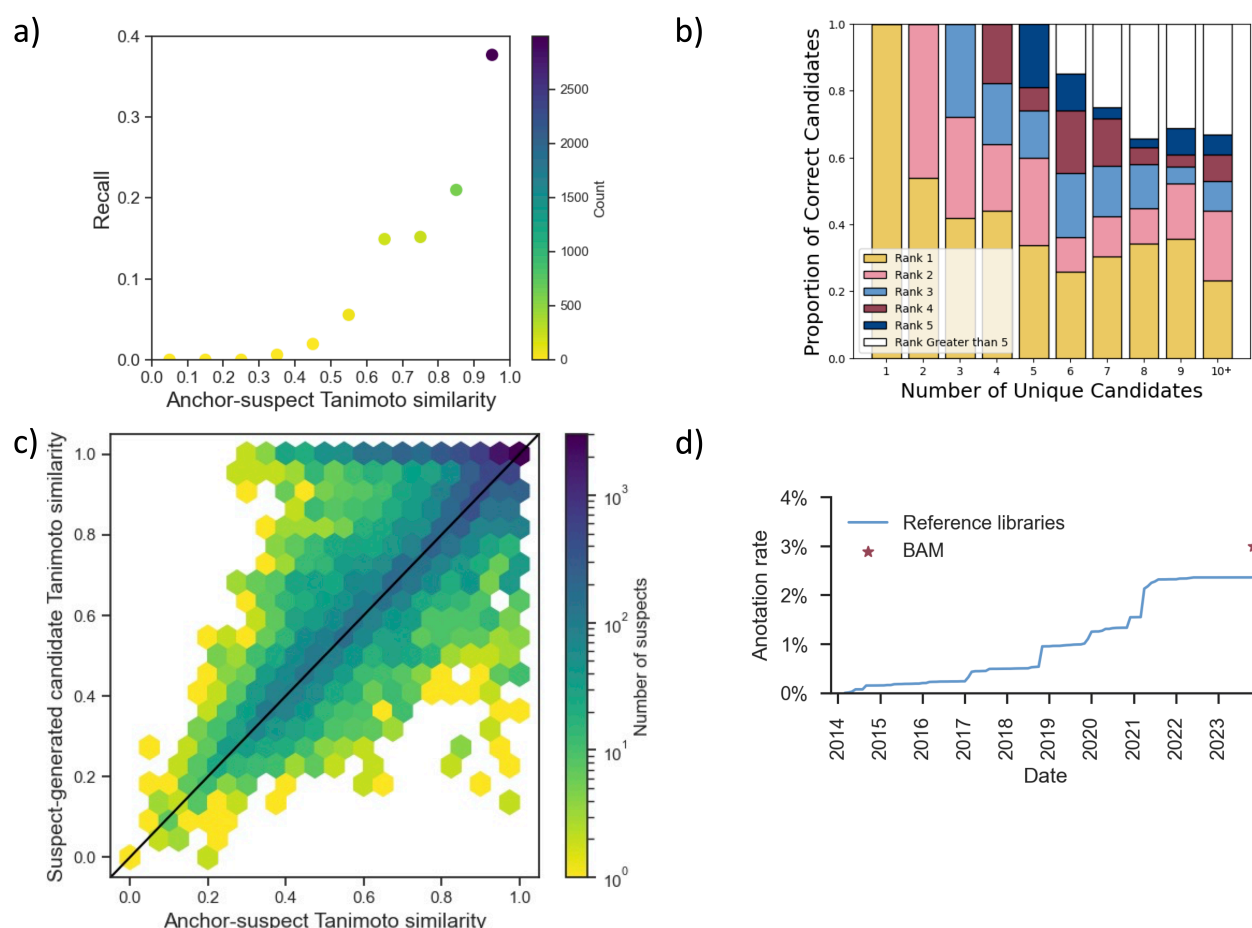 a)
0.4
0.3
0.2
0.1
0.0
Recall
0.0 0.1 0.2 0.3 0.4 0.5 0.6 0.7 0.8 0.9 1.0
Anchor-suspect Tanimoto similarity
2500
2000
1500
1000
500
0
Count
b)
1.0
0.8
0.6
0.4
0.2
0.0
Proportion of Correct Candidates
Rank 1
Rank 2
Rank 3
Rank 4
Rank 5
Rank Greater than 5
1 2 3 4 5 6 7 8 9 10+
Number of Unique Candidates
c)
1.0
0.8
0.6
0.4
0.2
0.0
Suspect-generated candidate Tanimoto similarity
0.0 0.2 0.4 0.6 0.8 1.0
Anchor-suspect Tanimoto similarity
10³
10²
10¹
10⁰
Number of suspects
d)
4%
3%
2%
1%
0%
Anotation rate
Reference libraries
BAM
2014 2015 2016 2017 2018 2019 2020 2021 2022 2023
Date